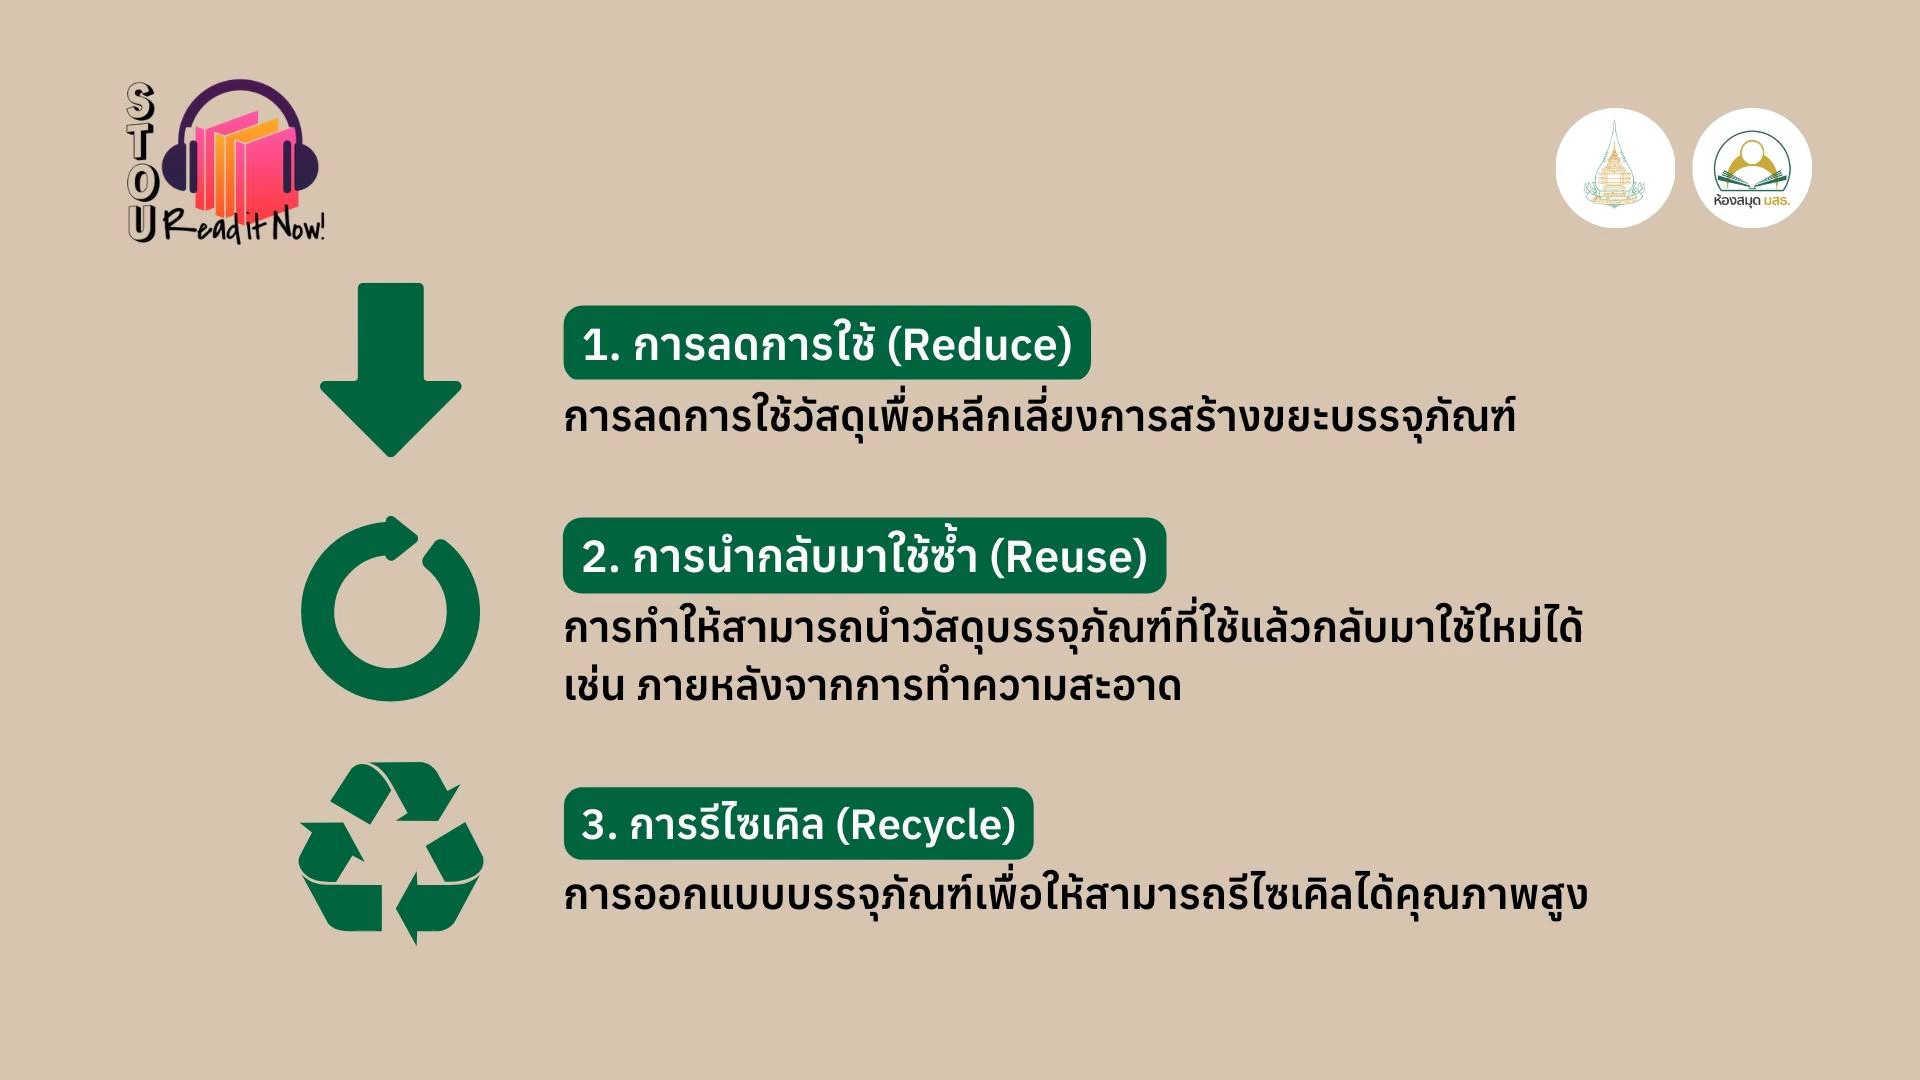 STOU
Read it Now!
ห้องสมุด มสธ.
1. การลดการใช้ (Reduce)
การลดการใช้วัสดุเพื่อหลีกเลี่ยงการสร้างขยะบรรจุภัณฑ์
2. การนำกลับมาใช้ซ้ำ (Reuse)
การทำให้สามารถนำวัสดุบรรจุภัณฑ์ที่ใช้แล้วกลับมาใช้ใหม่ได้
เช่น ภายหลังจากการทำความสะอาด
3. การรีไซเคิล (Recycle)
การออกแบบบรรจุภัณฑ์เพื่อให้สามารถรีไซเคิลได้คุณภาพสูง